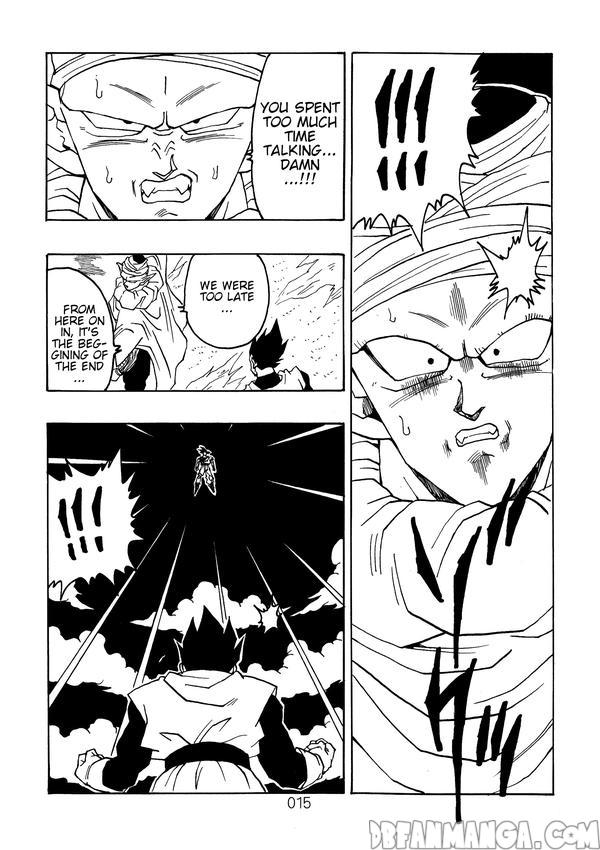 !!!
YOU SPENT
TOO MUCH
TIME
TALKING...
DAMN
...!!!
WE WERE
TOO LATE
...
FROM
HERE ON
IN, IT'S
THE BEG-
GINING OF
THE END
...
!!!
015
DBFANMANGA.COM